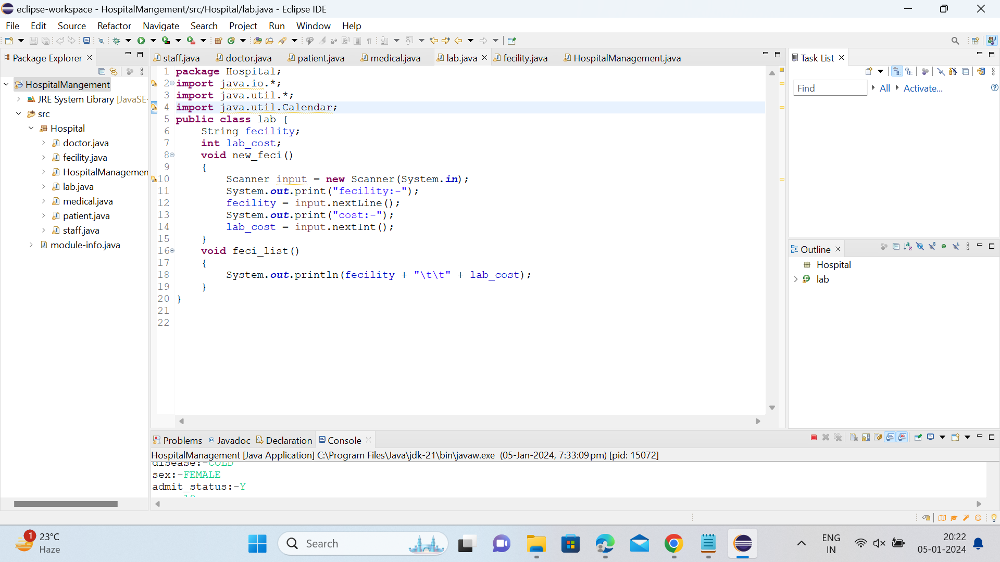 eclipse-workspace - HospitalMangement/src/Hospital/lab.java - Eclipse IDE
File Edit Source Refactor Navigate Search Project Run Window Help
Package Explorer
HospitalMangement
JRE System Library [JavaSE-
src
Hospital
doctor.java
fecility.java
HospitalManagemen
lab.java
medical.java
patient.java
staff.java
module-info.java
staff.java doctor.java patient.java medical.java lab.java fecility.java HospitalManagement.java
1 package Hospital;
2 import java.io.*;
3 import java.util.*;
4 import java.util.Calendar;
5 public class lab {
6 String fecility;
7 int lab_cost;
8 void new_feci()
9 {
10 Scanner input = new Scanner(System.in);
11 System.out.print("fecility:-");
12 fecility = input.nextLine();
13 System.out.print("cost:-");
14 lab_cost = input.nextInt();
15 }
16 void feci_list()
17 {
18 System.out.println(fecility + "\t\t" + lab_cost);
19 }
20 }
21
22
Task List
Find All Activate...
Outline
Hospital
lab
Problems Javadoc Declaration Console
HospitalManagement [Java Application] C:\Program Files\Java\jdk-21\bin\javaw.exe (05-Jan-2024, 7:33:09 pm) [pid: 15072]
disease:-COLD
sex:-FEMALE
admit_status:-Y
1
23°C
Haze
Search
ENG
IN
20:22
05-01-2024